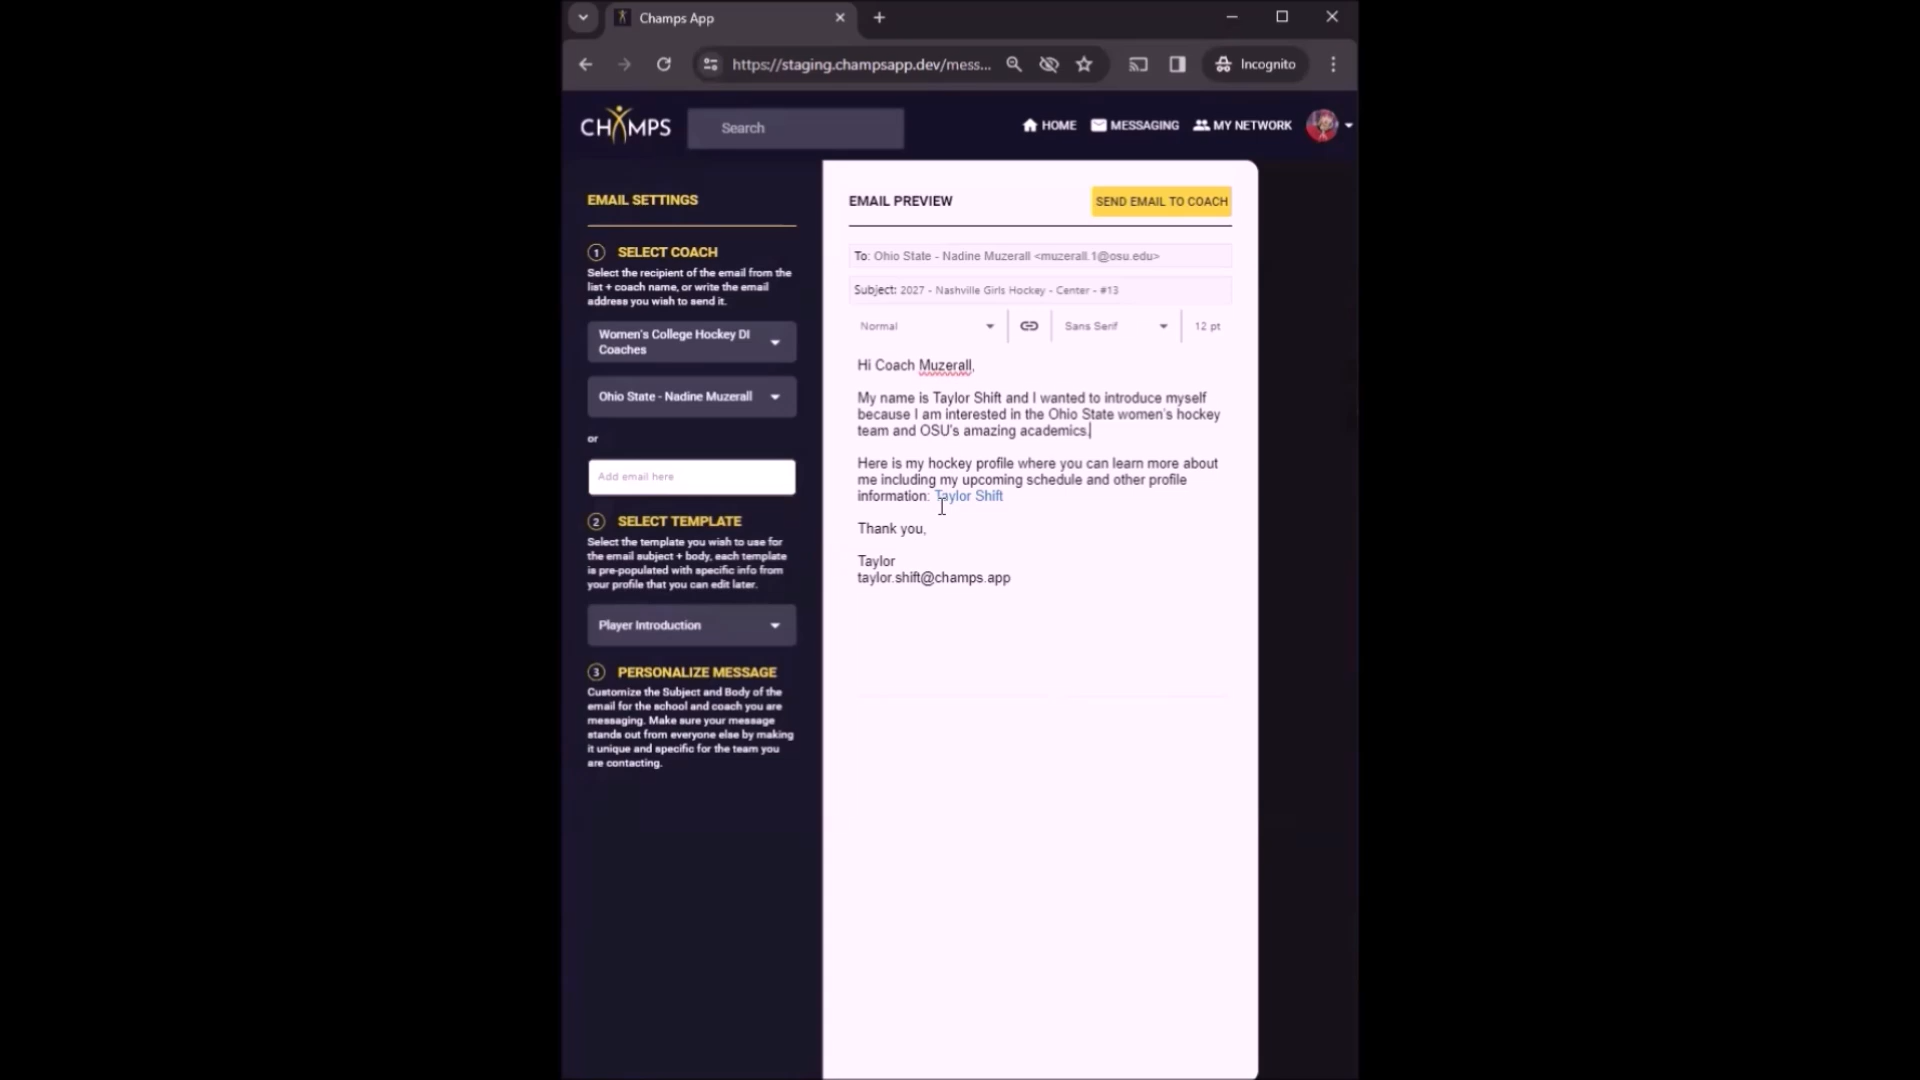 Champs App
https://staging.champsapp.dev/mess...
Incognito
CHAMPS
Search
HOME
MESSAGING
MY NETWORK
EMAIL SETTINGS
1 SELECT COACH
Select the recipient of the email from the
list + coach name, or write the email
address you wish to send it.
Women's College Hockey DI
Coaches
Ohio State - Nadine Muzerall
or
Add email here
2 SELECT TEMPLATE
Select the template you wish to use for
the email subject + body, each template
is pre-populated with specific info from
your profile that you can edit later.
Player Introduction
3 PERSONALIZE MESSAGE
Customize the Subject and Body of the
email for the school and coach you are
messaging. Make sure your message
stands out from everyone else by making
it unique and specific for the team you
are contacting.
EMAIL PREVIEW
SEND EMAIL TO COACH
To: Ohio State - Nadine Muzerall <muzerall.1@osu.edu>
Subject: 2027 - Nashville Girls Hockey - Center - #13
Normal
Sans Serif
12 pt
Hi Coach Muzerall,
My name is Taylor Shift and I wanted to introduce myself
because I am interested in the Ohio State women's hockey
team and OSU's amazing academics.
Here is my hockey profile where you can learn more about
me including my upcoming schedule and other profile
information: Taylor Shift
Thank you,
Taylor
taylor.shift@champs.app